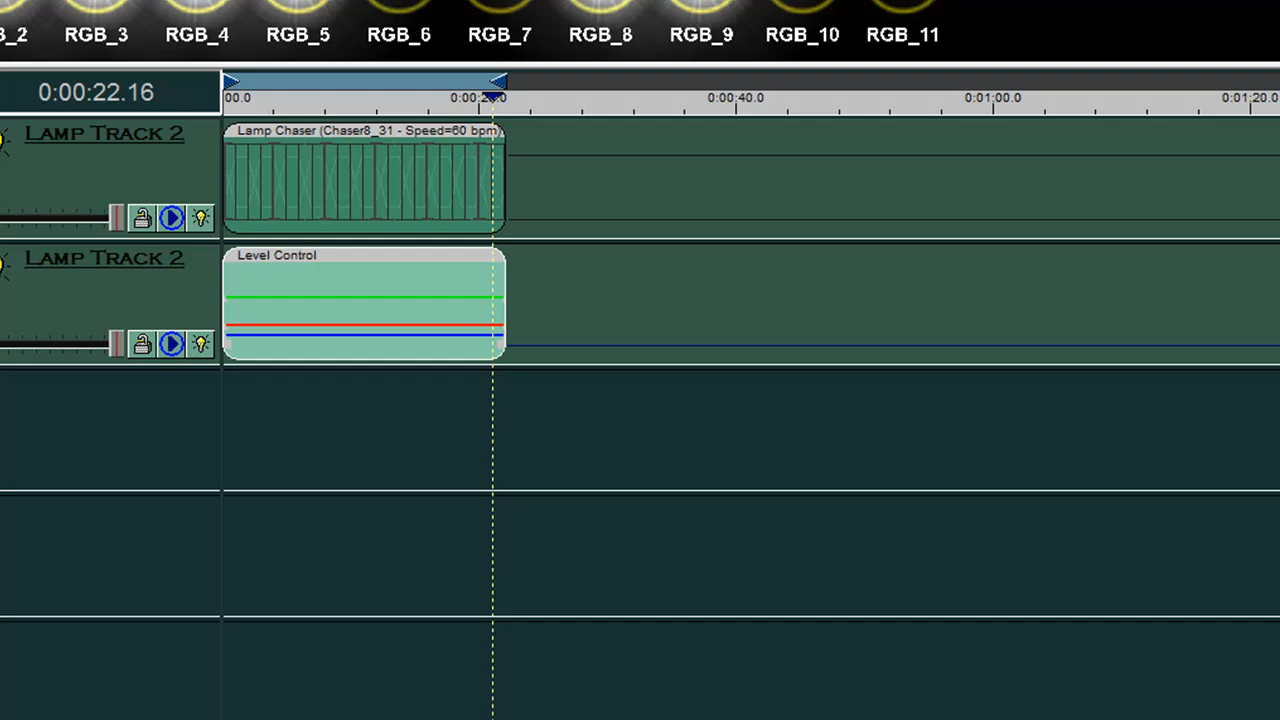 B_2 RGB_3 RGB_4 RGB_5 RGB_6 RGB_7 RGB_8 RGB_9 RGB_10 RGB_11
0:00:22.16
00.0 0:00:40.0 0:01:00.0 0:01:20.0
Lamp Track 2
Lamp Chaser (Chaser8_31 - Speed=60 bpm)
Lamp Track 2
Level Control